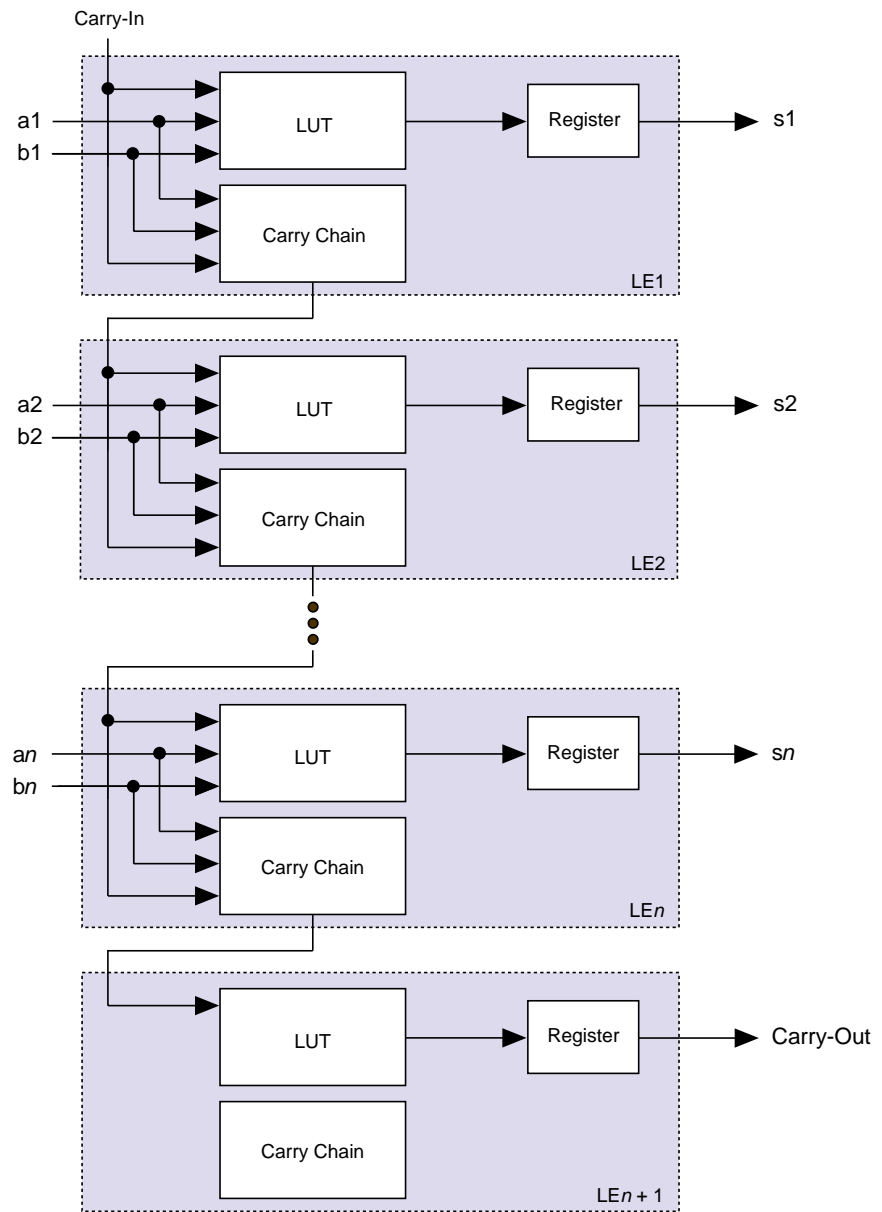 Carry-In
a1
b1
LUT
Register
s1
Carry Chain
LE1
a2
b2
LUT
Register
s2
Carry Chain
LE2
an
bn
LUT
Register
sn
Carry Chain
LEn
LUT
Register
Carry-Out
Carry Chain
LEn + 1